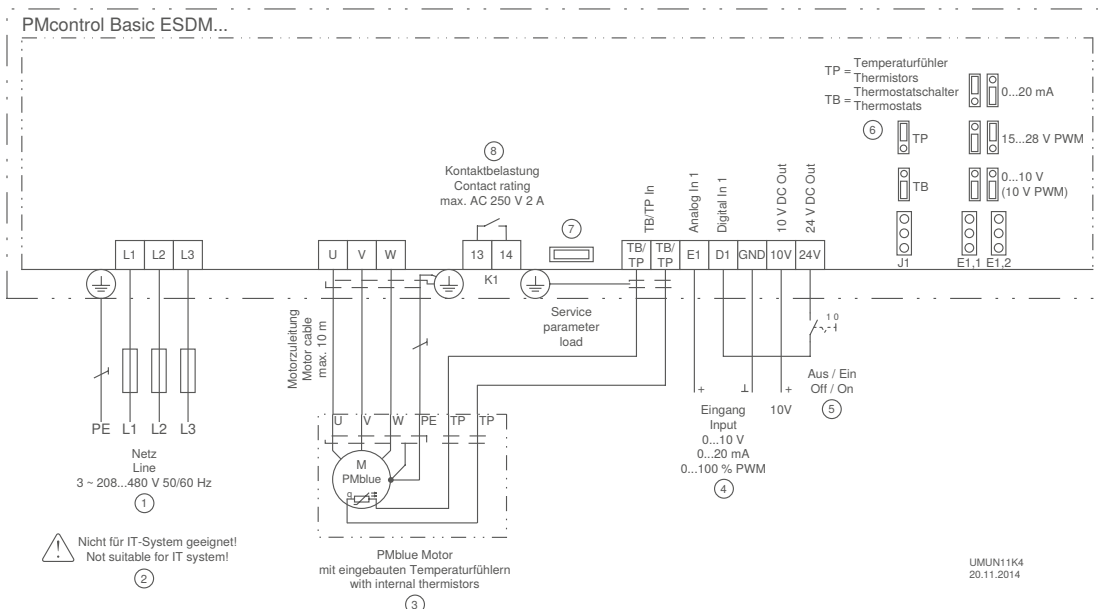 PMcontrol Basic ESDM...
TP = Temperaturfühler
Thermistors
TB = Thermostatschalter
Thermostats
6
0...20 mA
TP
15...28 V PWM
TB
0...10 V
(10 V PWM)
J1
E1,1 E1,2
8
Kontaktbelastung
Contact rating
max. AC 250 V 2 A
7
TB/TP In
Analog In 1
Digital In 1
10 V DC Out
24 V DC Out
L1 L2 L3
U V W
13 14
K1
TB/
TP
TB/
TP
E1 D1 GND 10V 24V
Service
parameter
load
Motorzuleitung
Motor cable
max. 10 m
1 0
Aus / Ein
Off / On
5
PE L1 L2 L3
Netz
Line
3 ~ 208...480 V 50/60 Hz
1
+ ⊥ +
10V
Eingang
Input
0...10 V
0...20 mA
0...100 % PWM
4
U V W PE TP TP
M
PMblue
Nicht für IT-System geeignet!
Not suitable for IT system!
2
PMblue Motor
mit eingebauten Temperaturfühlern
with internal thermistors
3
UMUN11K4
20.11.2014